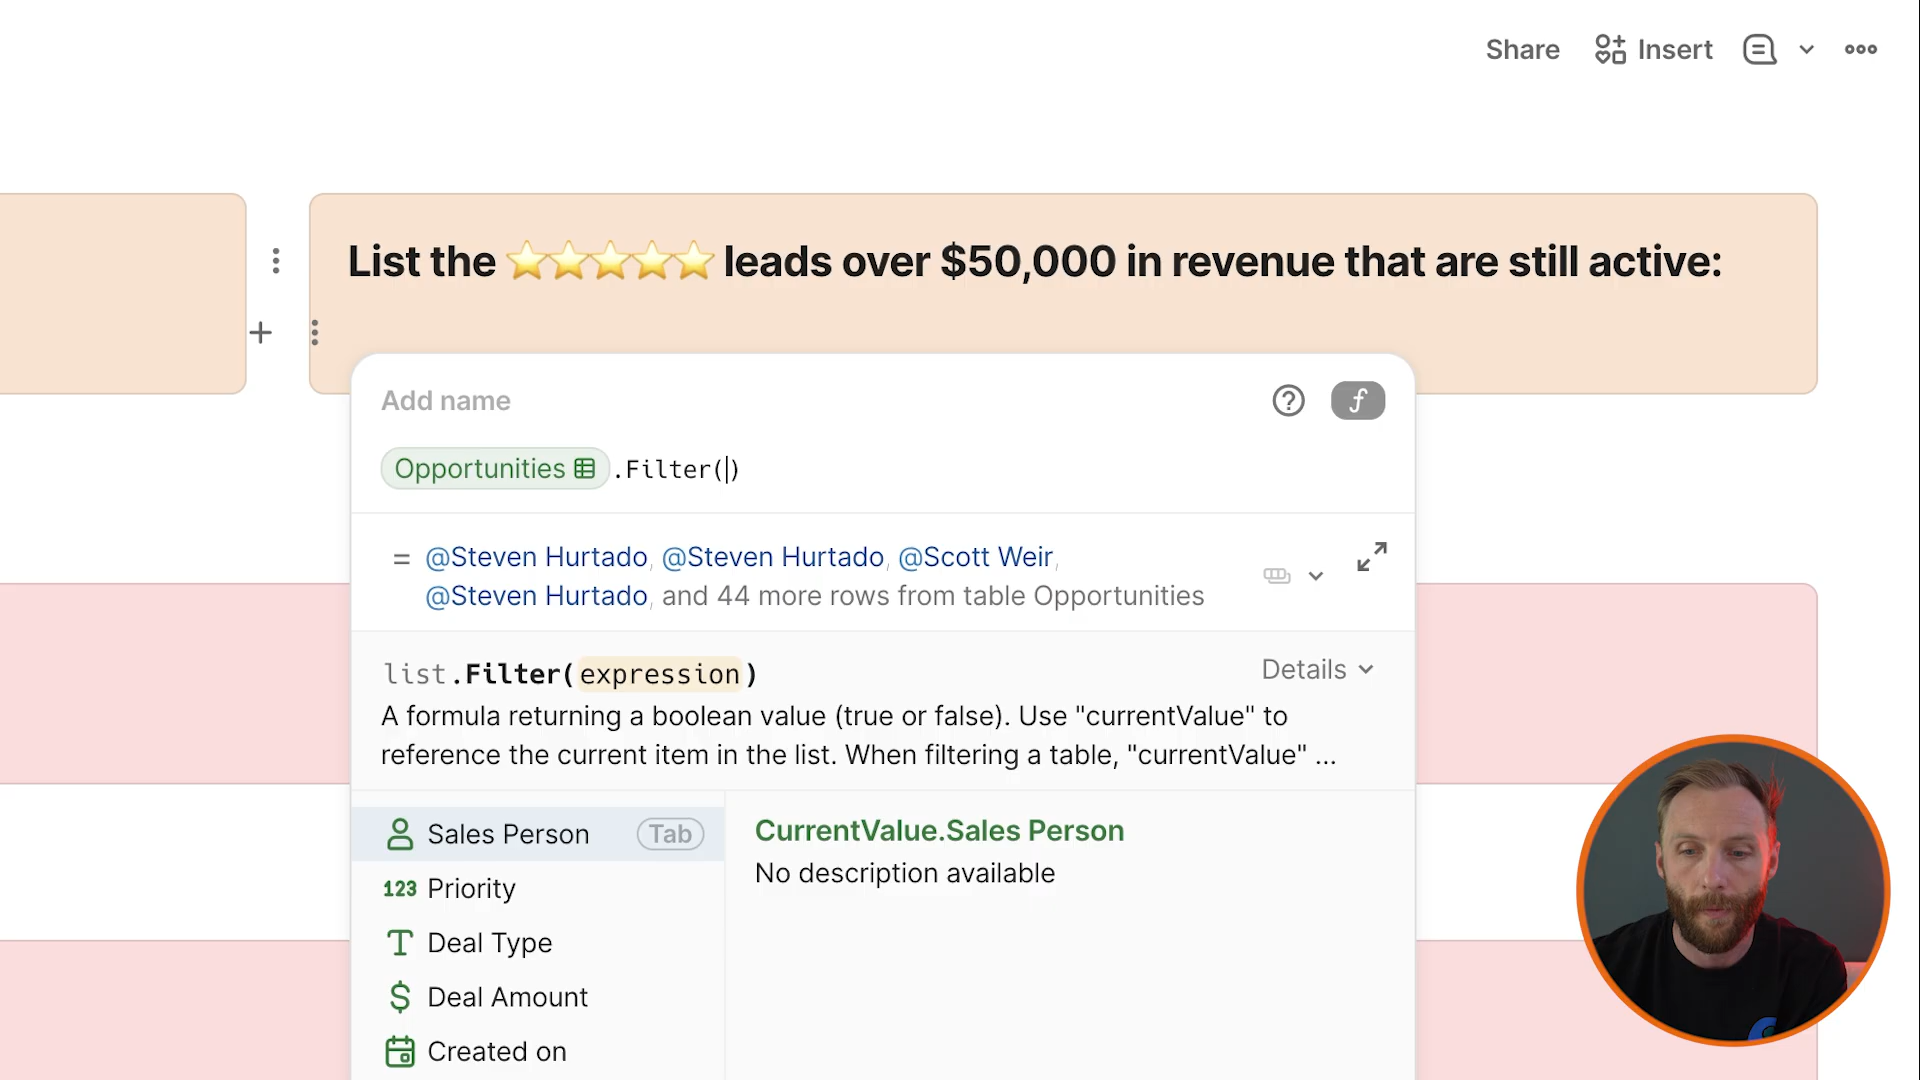 Share Insert
List the ⭐⭐⭐⭐⭐ leads over $50,000 in revenue that are still active:
Add name
Opportunities .Filter()
= @Steven Hurtado, @Steven Hurtado, @Scott Weir,
@Steven Hurtado, and 44 more rows from table Opportunities
list.Filter(expression)
Details
A formula returning a boolean value (true or false). Use "currentValue" to
reference the current item in the list. When filtering a table, "currentValue" ...
Sales Person Tab
CurrentValue.Sales Person
No description available
123 Priority
Deal Type
$ Deal Amount
Created on